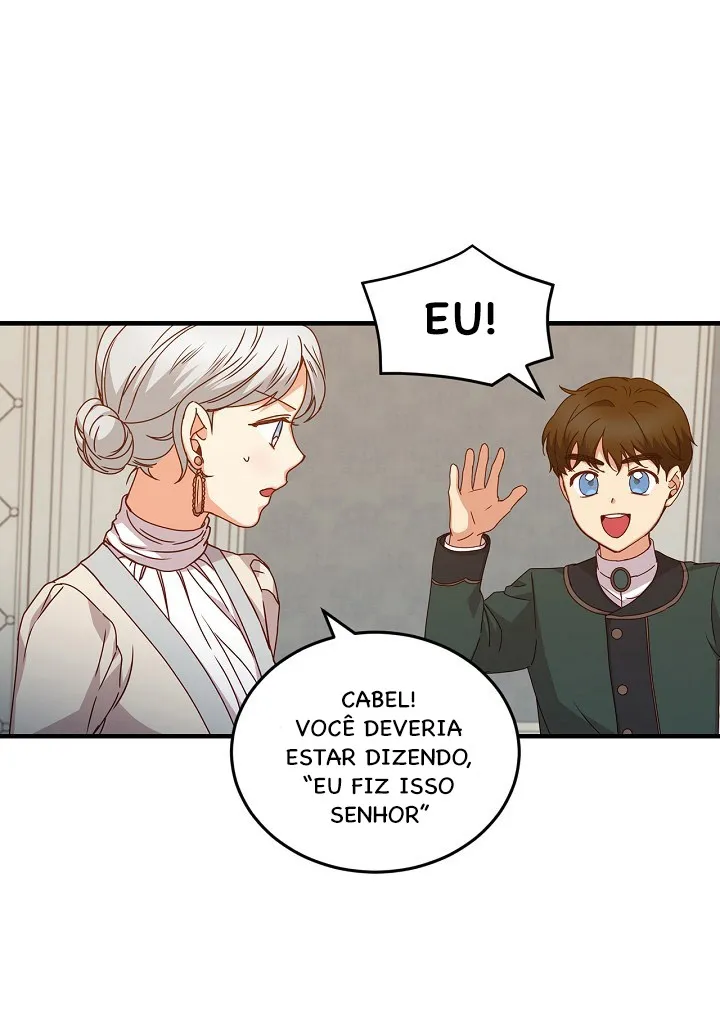 EU!
CABEL!
VOCÊ DEVERIA
ESTAR DIZENDO,
“EU FIZ ISSO
SENHOR”